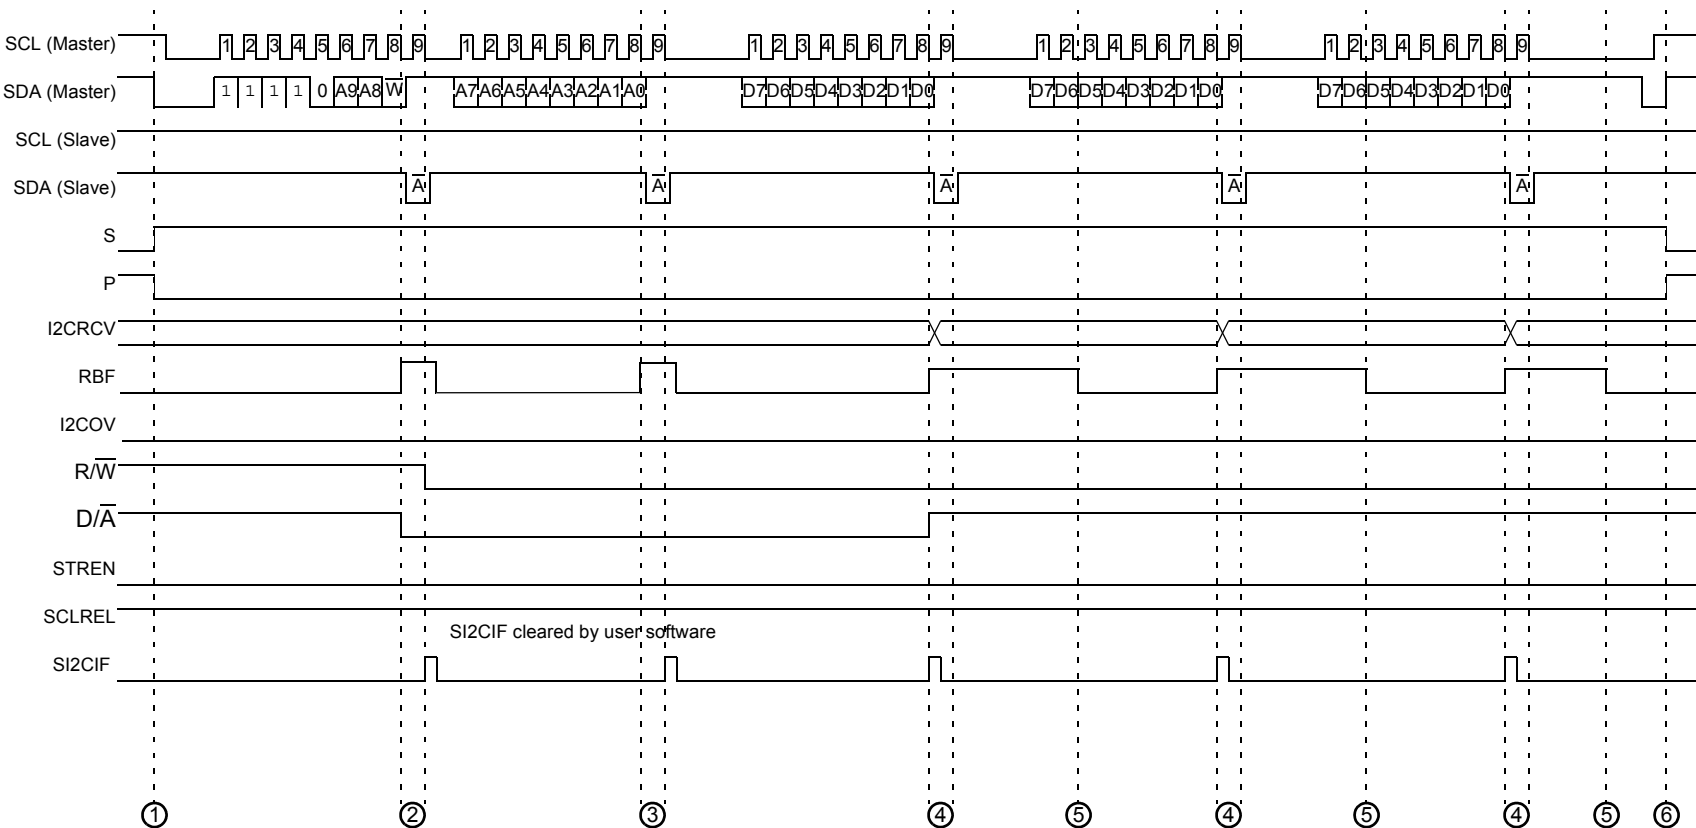 SCL (Master) 1 2 3 4 5 6 7 8 9 1 2 3 4 5 6 7 8 9 1 2 3 4 5 6 7 8 9 1 2 3 4 5 6 7 8 9 1 2 3 4 5 6 7 8 9
SDA (Master) 1 1 1 1 0 A9 A8 W̅ A7 A6 A5 A4 A3 A2 A1 A0 D7 D6 D5 D4 D3 D2 D1 D0 D7 D6 D5 D4 D3 D2 D1 D0 D7 D6 D5 D4 D3 D2 D1 D0
SCL (Slave)
SDA (Slave) A̅ A̅ A̅ A̅ A̅
S
P
I2CRCV
RBF
I2COV
R/W̅
D/A̅
STREN
SCLREL
SI2CIF cleared by user software
SI2CIF
① ② ③ ④ ⑤ ④ ⑤ ④ ⑤ ⑥